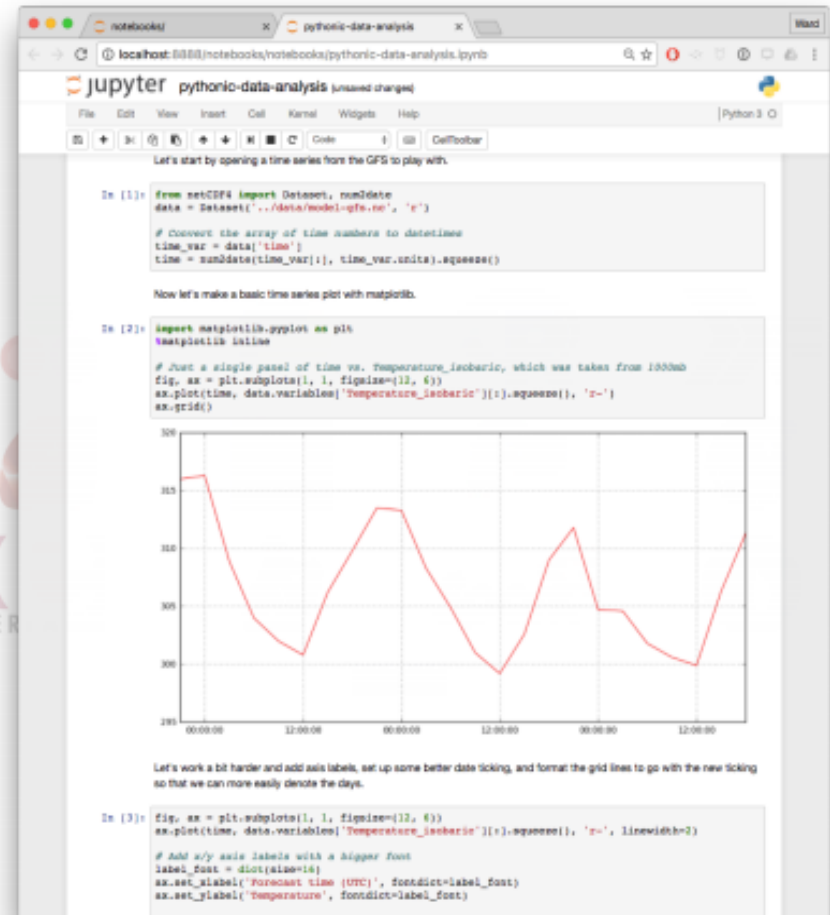 notebooks/
pythonic-data-analysis
Ward
localhost:8888/notebooks/notebooks/pythonic-data-analysis.ipynb
jupyter pythonic-data-analysis (unsaved changes)
File Edit View Insert Cell Kernel Widgets Help Python 3
Code CellToolbar
Let's start by opening a time series from the GFS to play with.
In [1]: from netCDF4 import Dataset, num2date
data = Dataset('../data/model-gfs.nc', 'r')
# Convert the array of time numbers to datetimes
time_var = data['time']
time = num2date(time_var[:], time_var.units).squeeze()
Now let's make a basic time series plot with matplotlib.
In [2]: import matplotlib.pyplot as plt
%matplotlib inline
# Just a single panel of time vs. Temperature_isobaric, which was taken from 1000mb
fig, ax = plt.subplots(1, 1, figsize=(12, 6))
ax.plot(time, data.variables['Temperature_isobaric'][:].squeeze(), 'r-')
ax.grid()
320
315
310
305
300
295
00:00:00 12:00:00 00:00:00 12:00:00 00:00:00 12:00:00
Let's work a bit harder and add axis labels, set up some better date ticking, and format the grid lines to go with the new ticking
so that we can more easily denote the days.
In [3]: fig, ax = plt.subplots(1, 1, figsize=(12, 6))
ax.plot(time, data.variables['Temperature_isobaric'][:].squeeze(), 'r-', linewidth=2)
# Add x/y axis labels with a bigger font
label_font = dict(size=16)
ax.set_xlabel('Forecast time (UTC)', fontdict=label_font)
ax.set_ylabel('Temperature', fontdict=label_font)